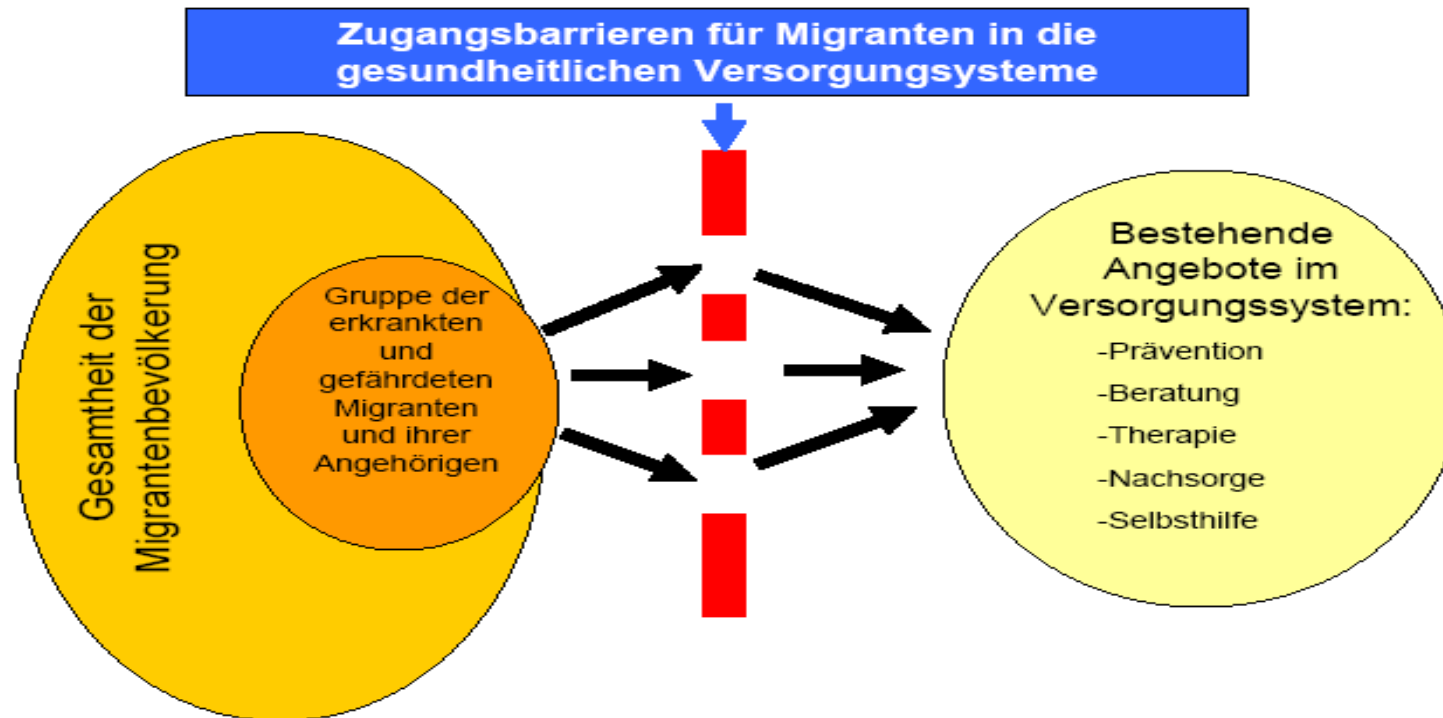 Zugangsbarrieren für Migranten in die
gesundheitlichen Versorgungsysteme
Gesamtheit der
Migrantenbevölkerung
Gruppe der
erkrankten
und
gefährdeten
Migranten
und ihrer
Angehörigen
Bestehende
Angebote im
Versorgungssystem:
-Prävention
-Beratung
-Therapie
-Nachsorge
-Selbsthilfe